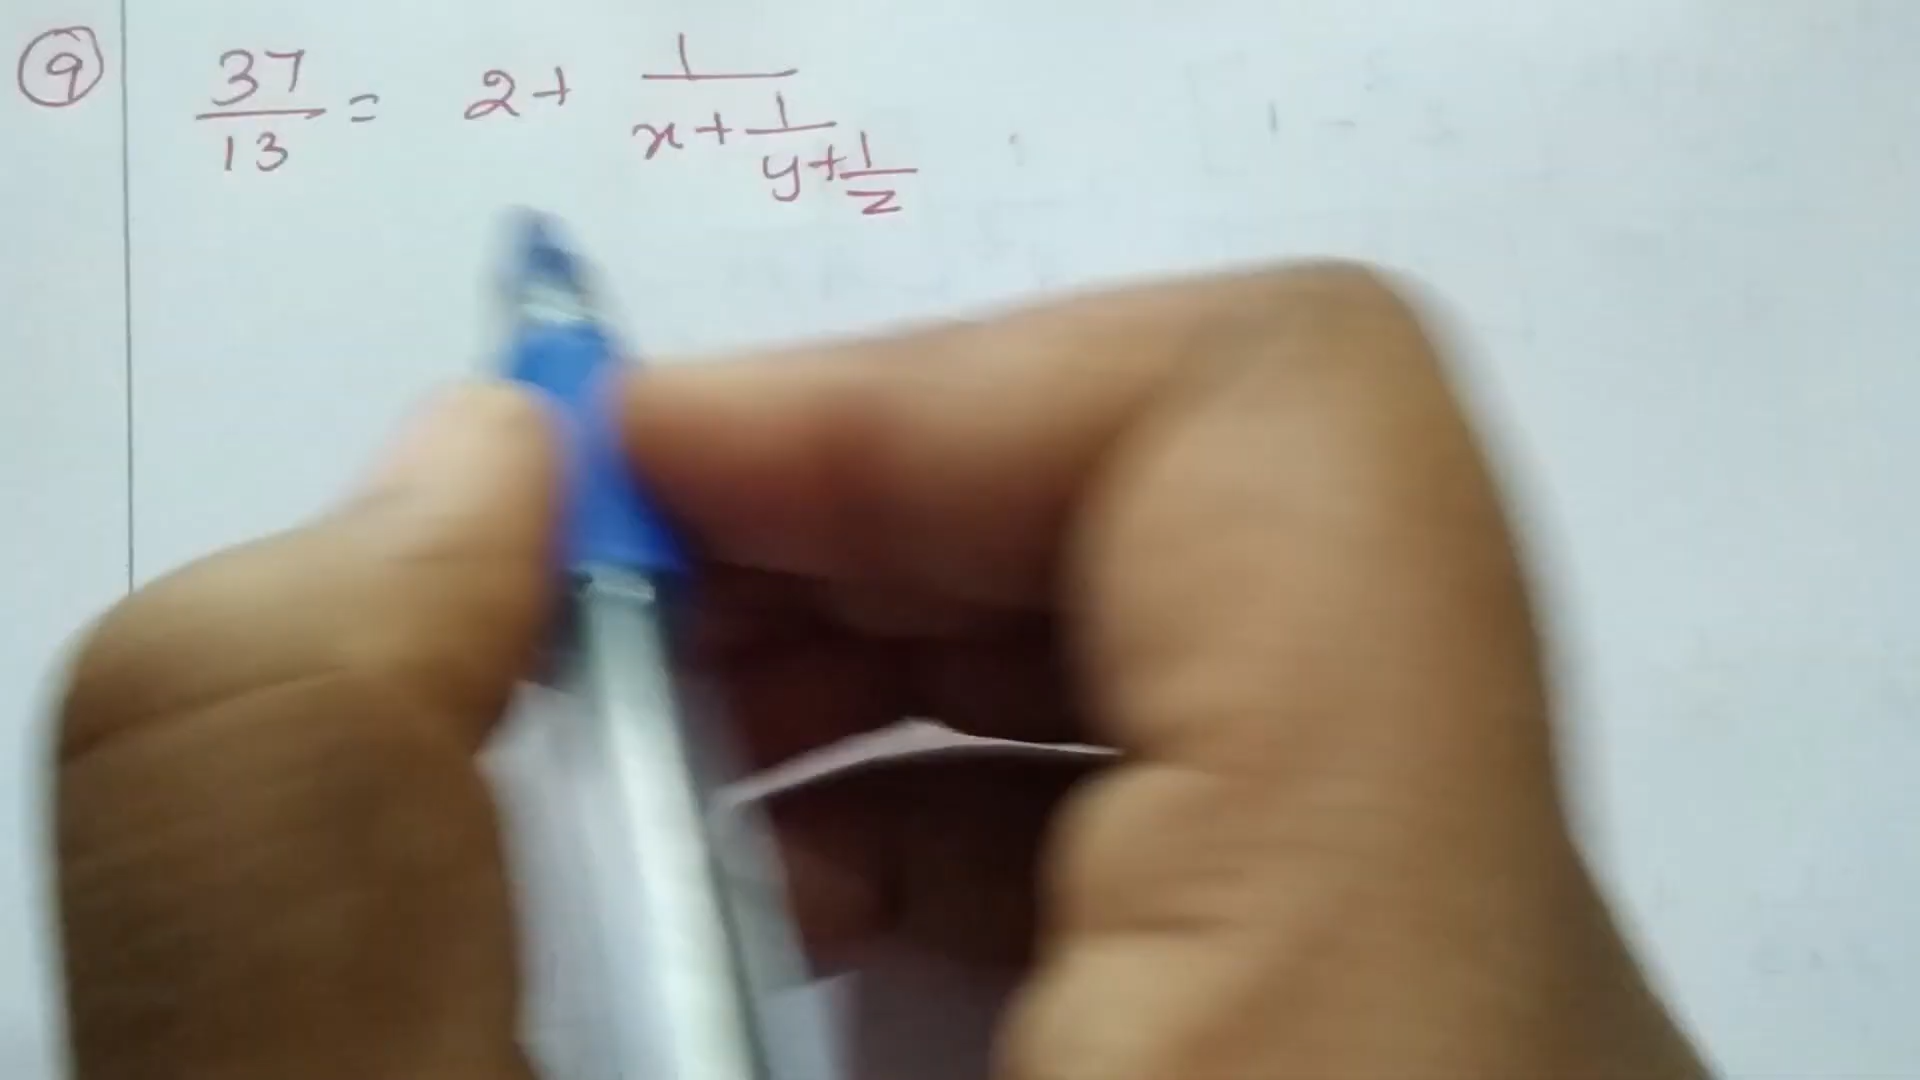 9 37/13 = 2 + 1/(x + 1/(y + 1/z))